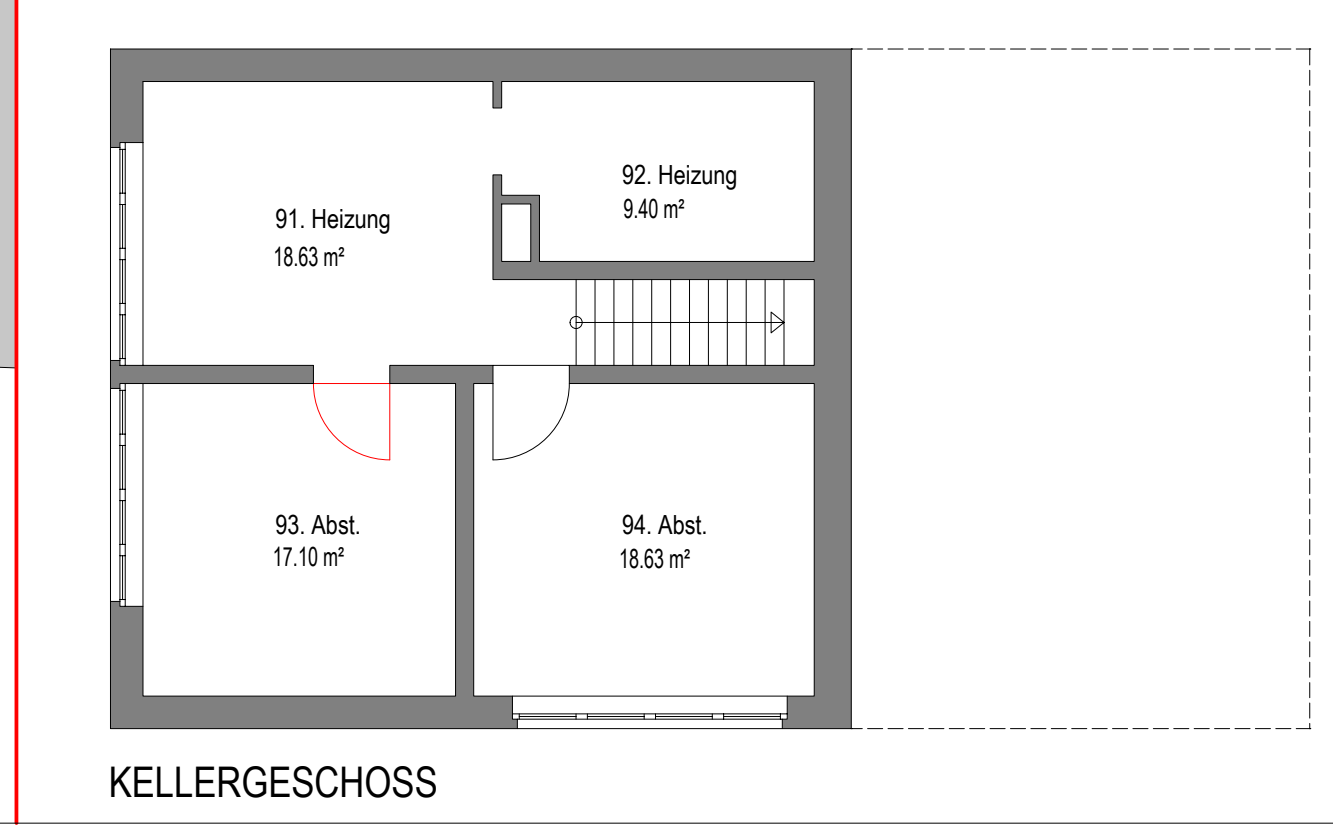 91. Heizung
18.63 m²
92. Heizung
9.40 m²
93. Abst.
17.10 m²
94. Abst.
18.63 m²
KELLERGESCHOSS